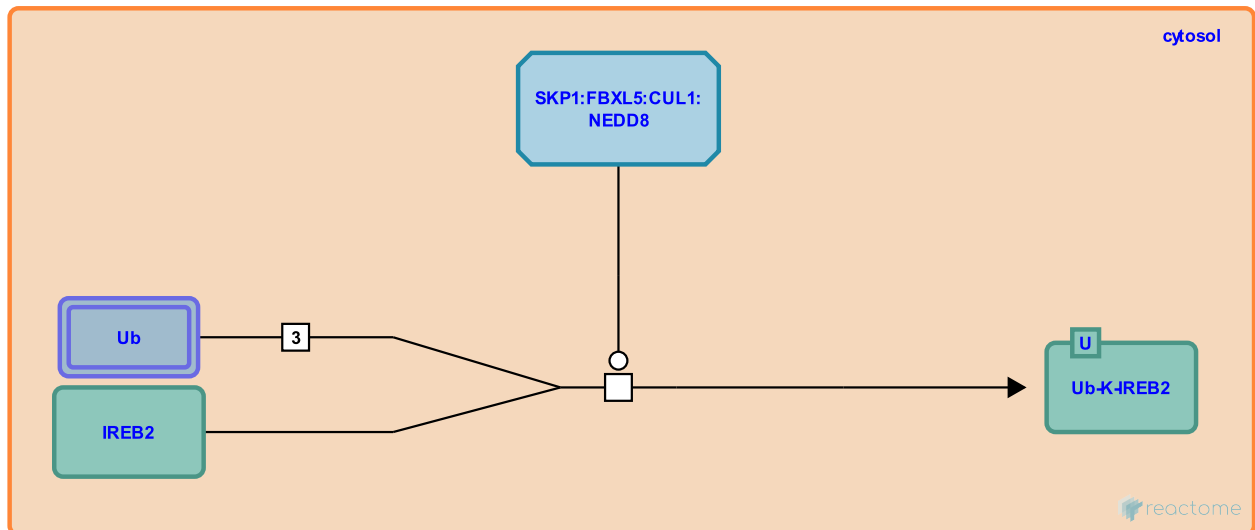 cytosol
SKP1:FBXL5:CUL1:
NEDD8
Ub
3
IREB2
U
Ub-K-IREB2
reactome